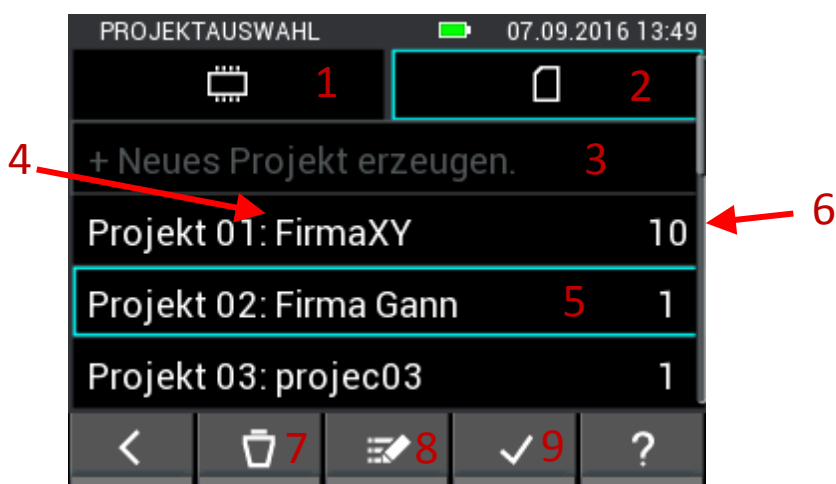 PROJEKTAUSWAHL 07.09.2016 13:49
1 2
+ Neues Projekt erzeugen. 3
4
Projekt 01: FirmaXY 10
6
Projekt 02: Firma Gann 5 1
Projekt 03: projec03 1
7 8 9 ?